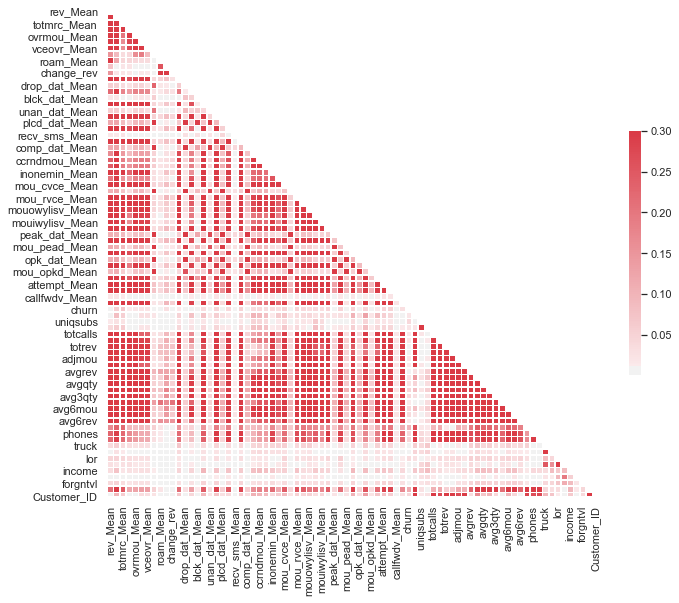 rev_Mean
totmrc_Mean
ovrmou_Mean
vceovr_Mean
roam_Mean
change_rev
drop_dat_Mean
blck_dat_Mean
unan_dat_Mean
plcd_dat_Mean
recv_sms_Mean
comp_dat_Mean
ccrndmou_Mean
inonemin_Mean
mou_cvce_Mean
mou_rvce_Mean
mouowylisv_Mean
mouiwylisv_Mean
peak_dat_Mean
mou_pead_Mean
opk_dat_Mean
mou_opkd_Mean
attempt_Mean
callfwdv_Mean
churn
uniqsubs
totcalls
totrev
adjmou
avgrev
avgqty
avg3qty
avg6mou
avg6rev
phones
truck
lor
income
forgntvl
Customer_ID
0.30
0.25
0.20
0.15
0.10
0.05
rev_Mean
totmrc_Mean
ovrmou_Mean
vceovr_Mean
roam_Mean
change_rev
drop_dat_Mean
blck_dat_Mean
unan_dat_Mean
plcd_dat_Mean
recv_sms_Mean
comp_dat_Mean
ccrndmou_Mean
inonemin_Mean
mou_cvce_Mean
mou_rvce_Mean
mouowylisv_Mean
mouiwylisv_Mean
peak_dat_Mean
mou_pead_Mean
opk_dat_Mean
mou_opkd_Mean
attempt_Mean
callfwdv_Mean
churn
uniqsubs
totcalls
totrev
adjmou
avgrev
avgqty
avg3qty
avg6mou
avg6rev
phones
truck
lor
income
forgntvl
Customer_ID